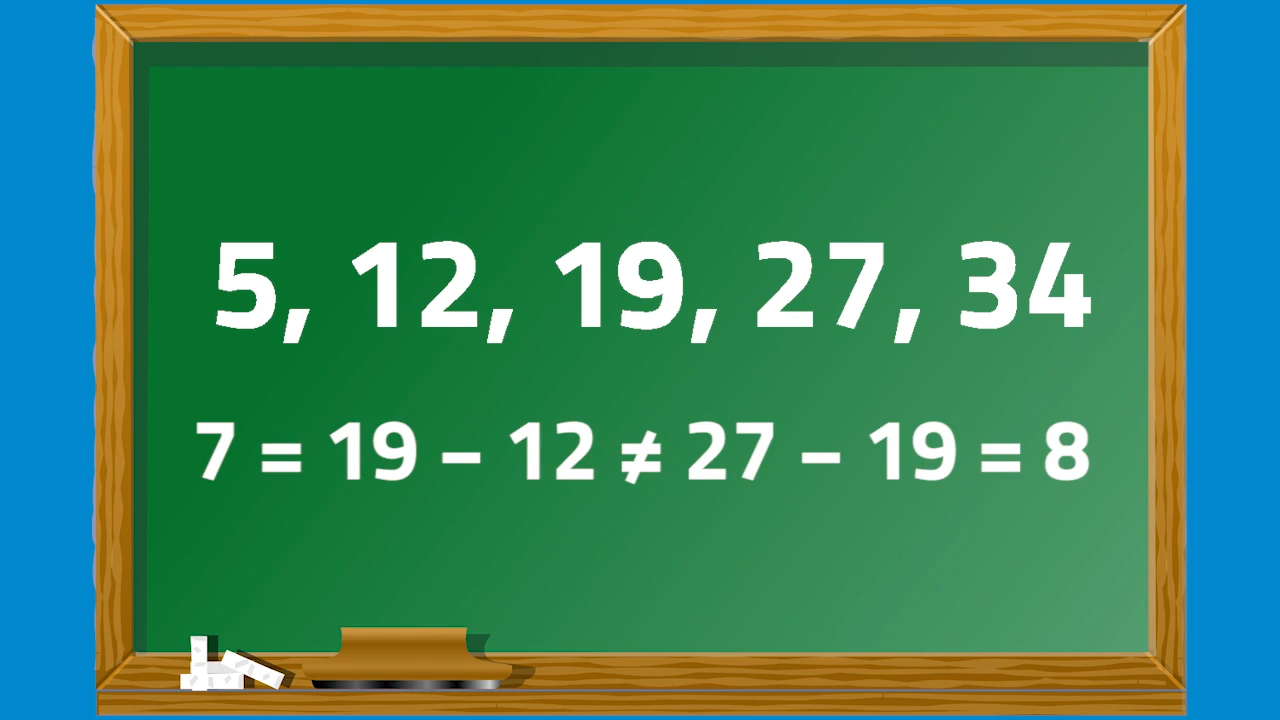 5, 12, 19, 27, 34
7 = 19 – 12 ≠ 27 – 19 = 8